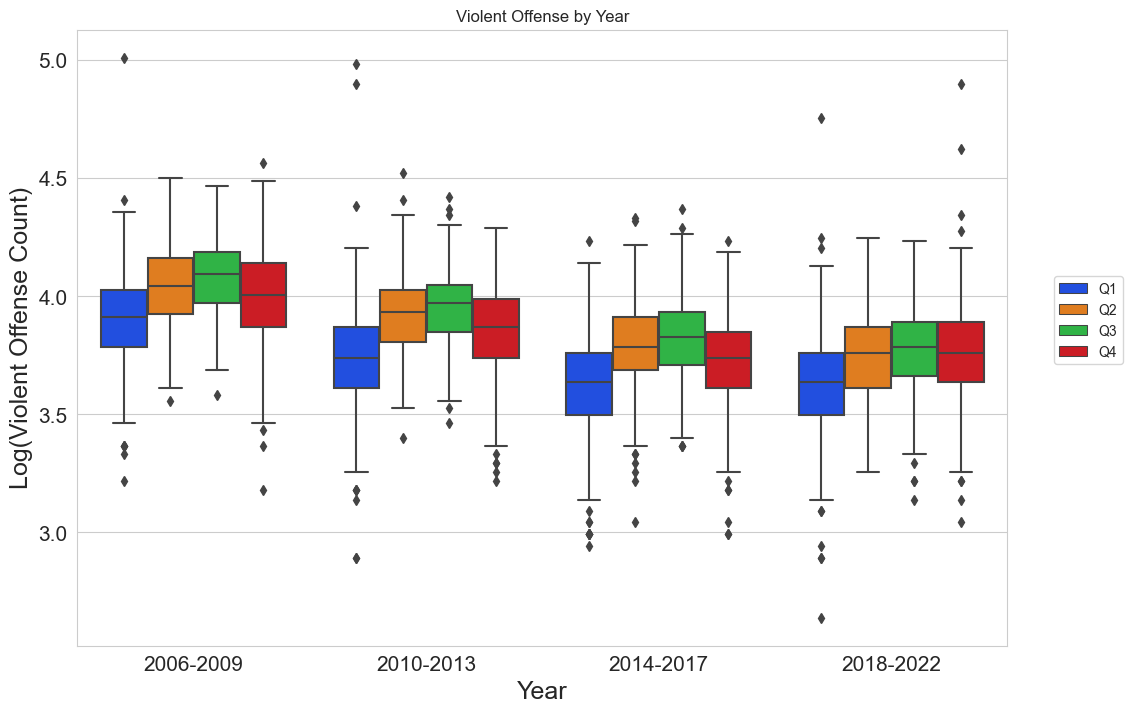 Violent Offense by Year
Log(Violent Offense Count)
5.0
4.5
4.0
3.5
3.0
2006-2009
2010-2013
2014-2017
2018-2022
Year
Q1
Q2
Q3
Q4